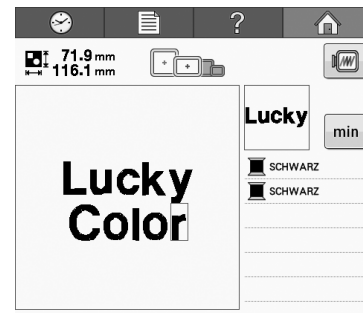 ?
71.9 mm
116.1 mm
Lucky
min
SCHWARZ
SCHWARZ
Lucky
Color